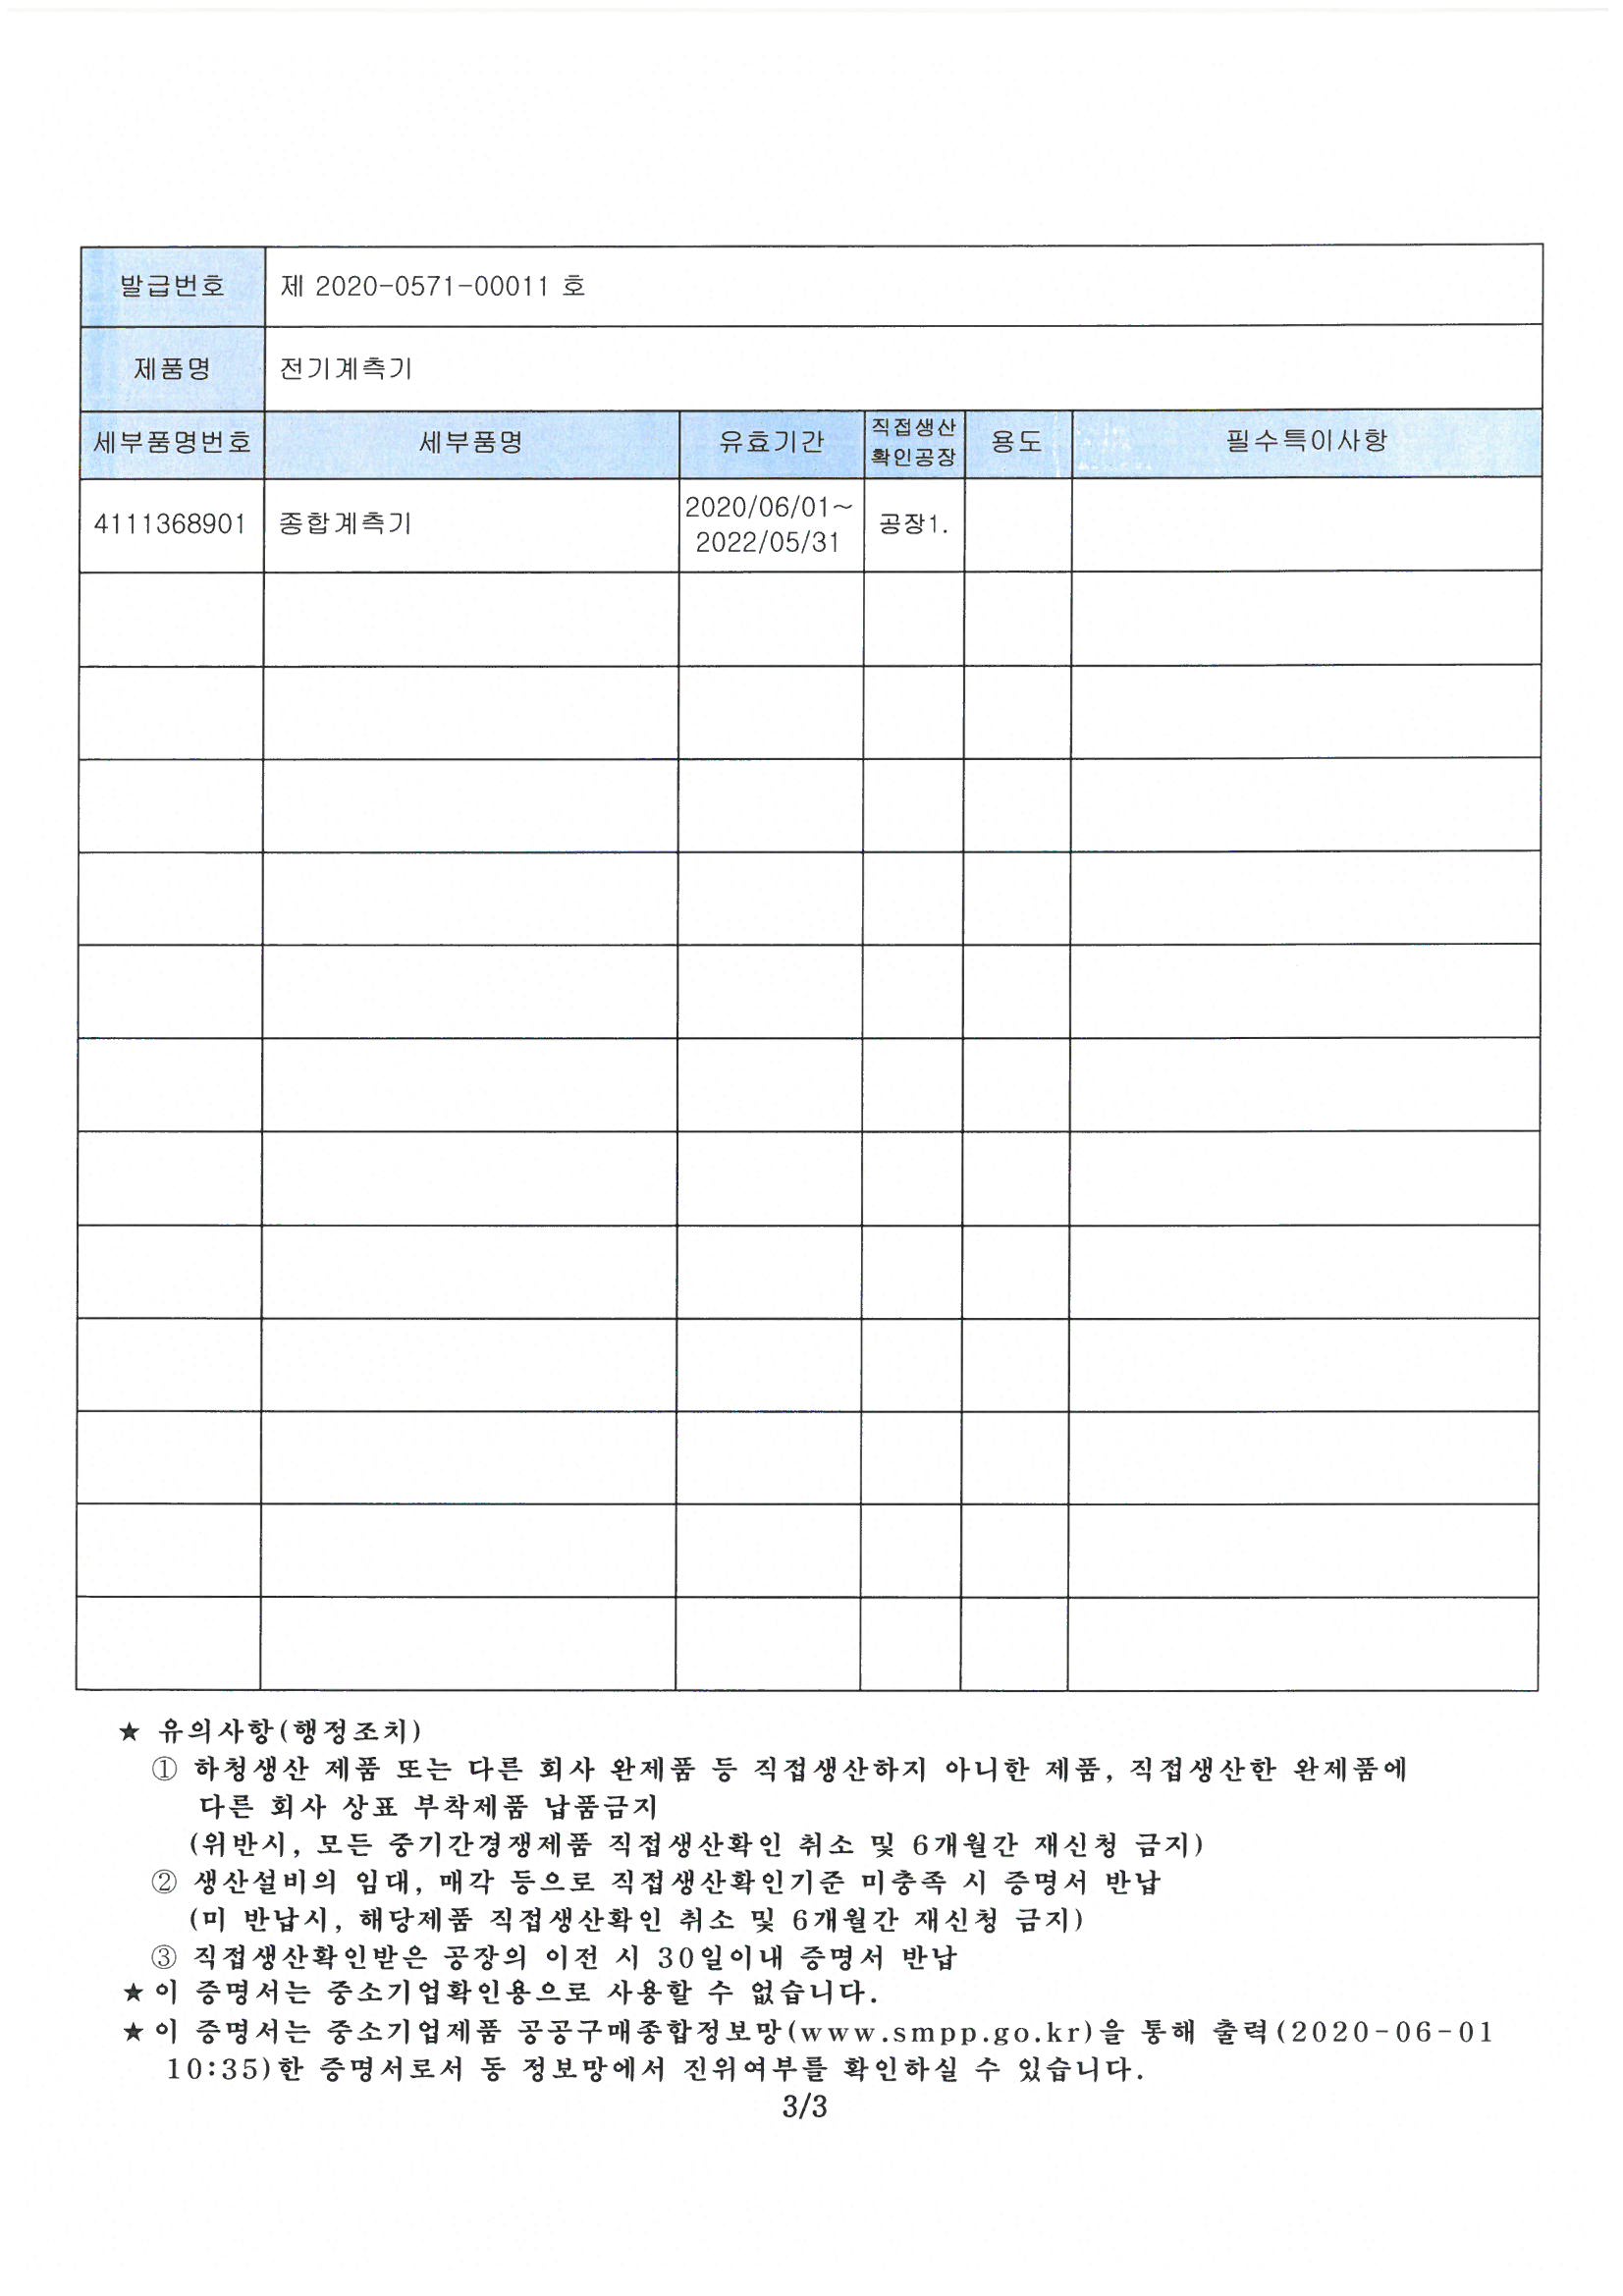 발급번호 제 2020-0571-00011 호
제품명 전기계측기
세부품명번호 세부품명 유효기간 직접생산 확인공장 용도 필수특이사항
4111368901 종합계측기 2020/06/01~ 2022/05/31 공장1.
★ 유의사항(행정조치)
① 하청생산 제품 또는 다른 회사 완제품 등 직접생산하지 아니한 제품, 직접생산한 완제품에
다른 회사 상표 부착제품 납품금지
(위반시, 모든 중기간경쟁제품 직접생산확인 취소 및 6개월간 재신청 금지)
② 생산설비의 임대, 매각 등으로 직접생산확인기준 미충족 시 증명서 반납
(미 반납시, 해당제품 직접생산확인 취소 및 6개월간 재신청 금지)
③ 직접생산확인받은 공장의 이전 시 30일이내 증명서 반납
★ 이 증명서는 중소기업확인용으로 사용할 수 없습니다.
★ 이 증명서는 중소기업제품 공공구매종합정보망(www.smpp.go.kr)을 통해 출력(2020-06-01
10:35)한 증명서로서 동 정보망에서 진위여부를 확인하실 수 있습니다.
3/3